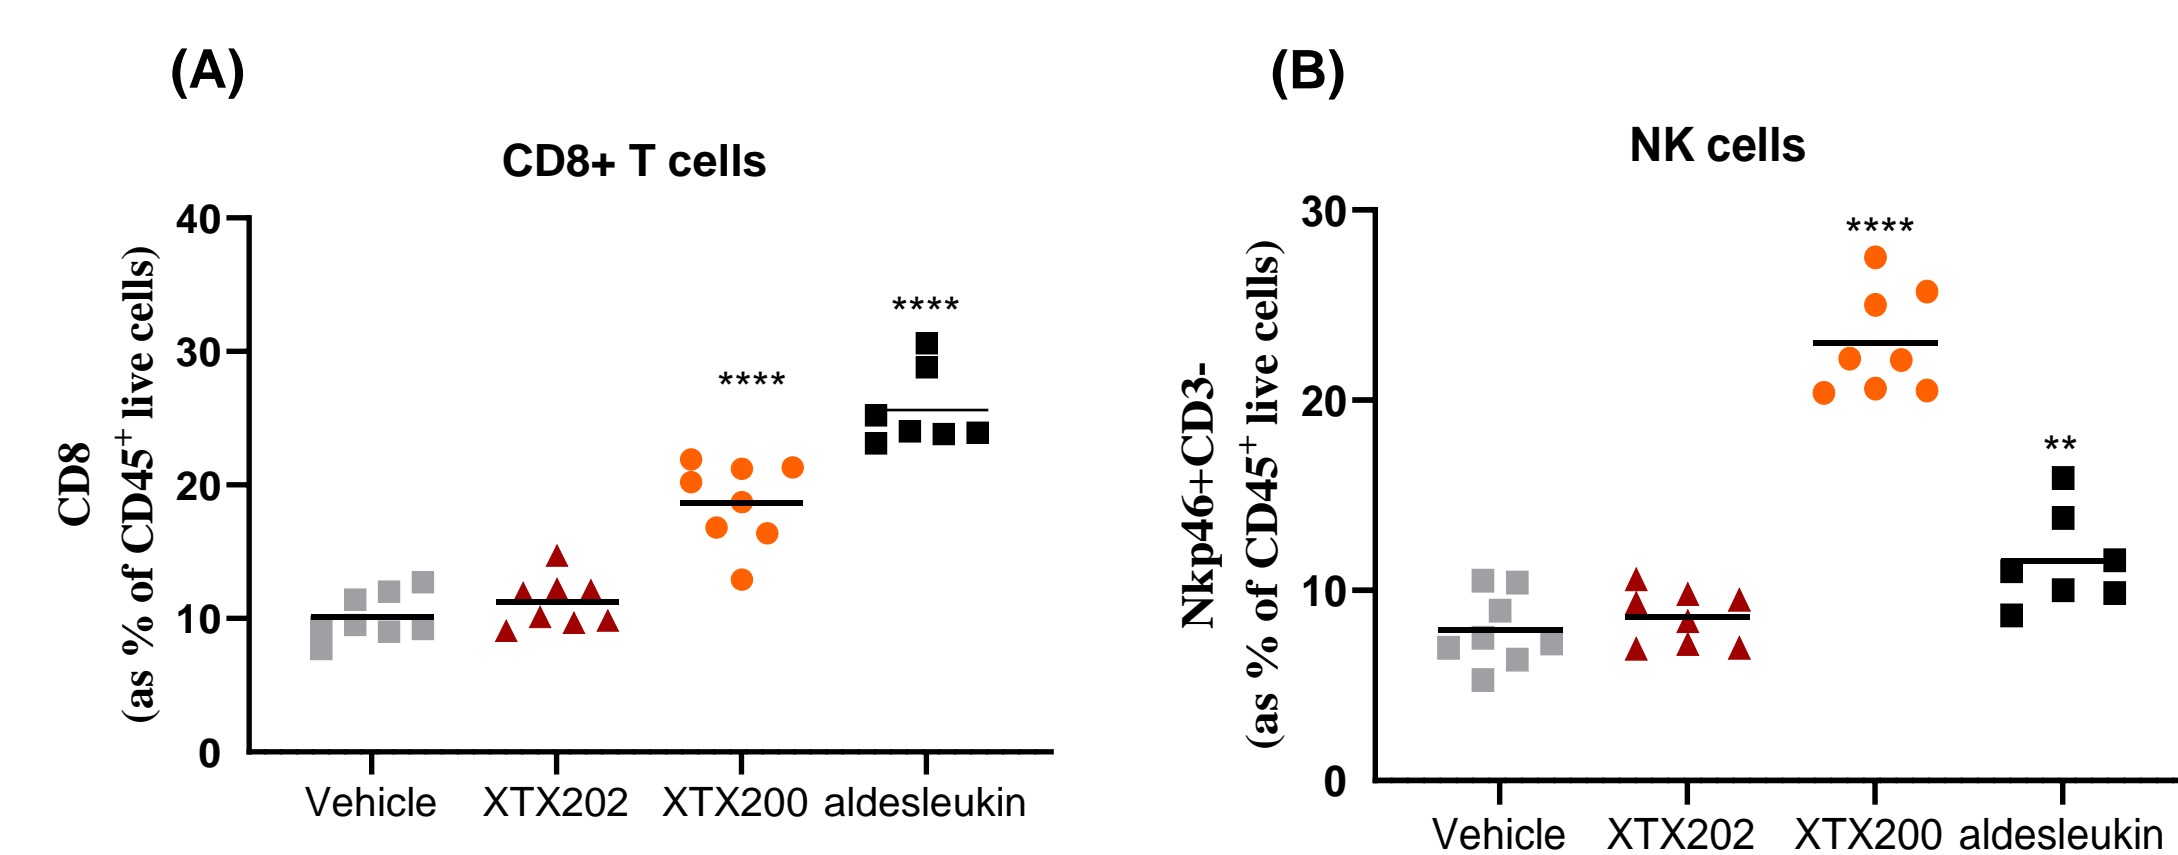 (A)
CD8+ T cells
CD8
(as % of CD45⁺ live cells)
40
30
20
10
0
****
****
Vehicle XTX202 XTX200 aldesleukin
(B)
NK cells
Nkp46+CD3-
(as % of CD45⁺ live cells)
30
20
10
0
****
**
Vehicle XTX202 XTX200 aldesleukin